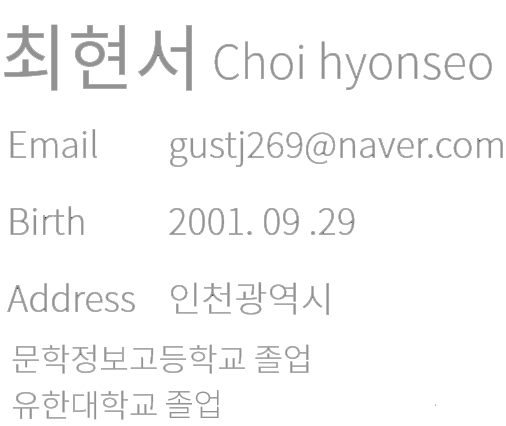 최현서 Choi hyonseo
Email gustj269@naver.com
Birth 2001. 09 .29
Address 인천광역시
문학정보고등학교 졸업
유한대학교 졸업